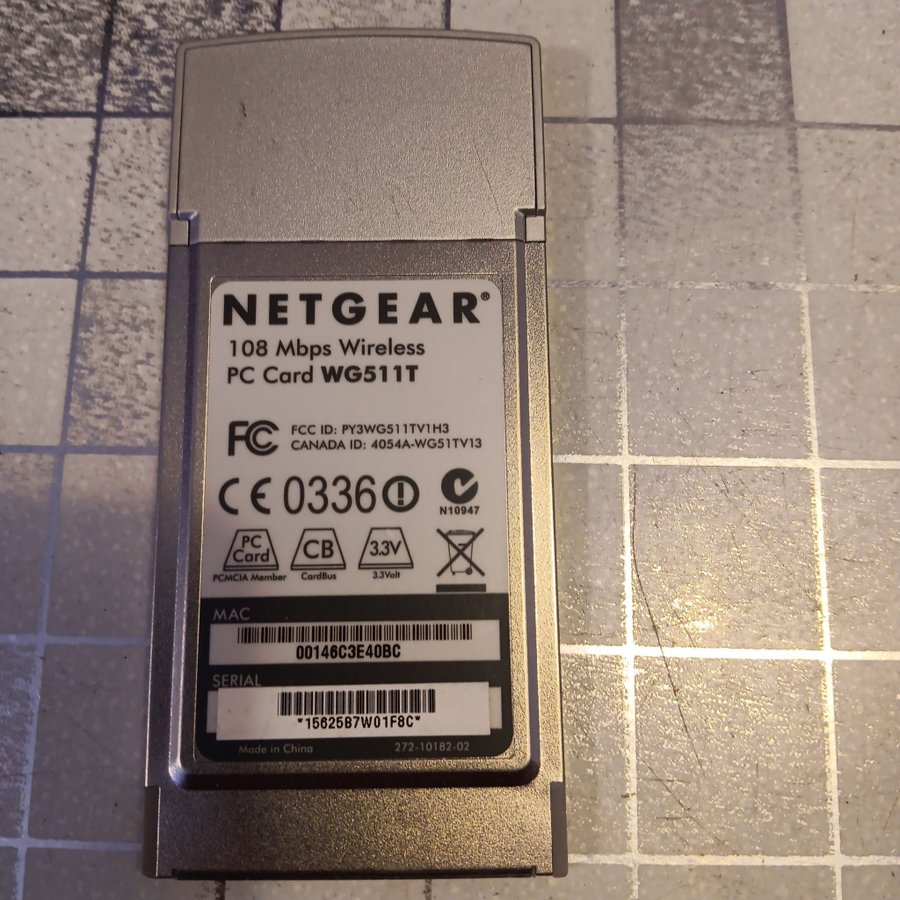 NETGEAR®
108 Mbps Wireless
PC Card WG511T
FC FCC ID: PY3WG511TV1H3
CANADA ID: 4054A-WG51TV13
CE 0336 !
N10947
PC Card CB 3.3V
PCMCIA Member CardBus 3.3Volt
MAC
00146C3E40BC
SERIAL
*15625B7W01F8C*
Made in China 272-10182-02